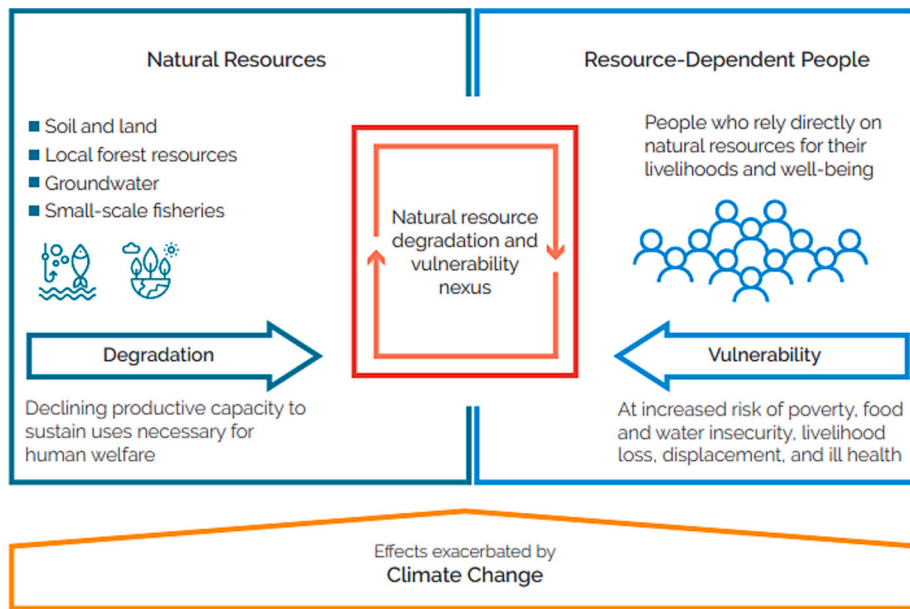 Natural Resources
Soil and land
Local forest resources
Groundwater
Small-scale fisheries
Degradation
Declining productive capacity to
sustain uses necessary for
human welfare
Natural resource
degradation and
vulnerability
nexus
Resource-Dependent People
People who rely directly on
natural resources for their
livelihoods and well-being
Vulnerability
At increased risk of poverty, food
and water insecurity, livelihood
loss, displacement, and ill health
Effects exacerbated by
Climate Change